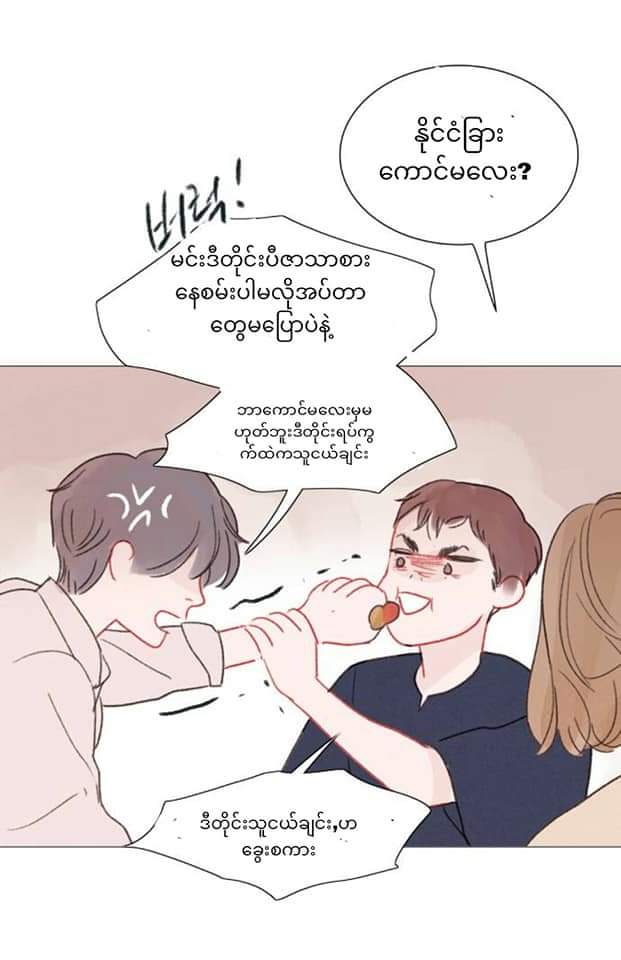 နိုင်ငံခြား
ကောင်မလေး?
버럭!
မင်းဒီတိုင်းပီဇာသာစား
နေစမ်းပါမလိုအပ်တာ
တွေမပြောပဲနဲ့
ဘာကောင်မလေးမှမ
ဟုတ်ဘူးဒီတိုင်းရပ်ကွ
က်ထဲကသူငယ်ချင်း
ဒီတိုင်းသူငယ်ချင်း,ဟ
ခွေးစကား